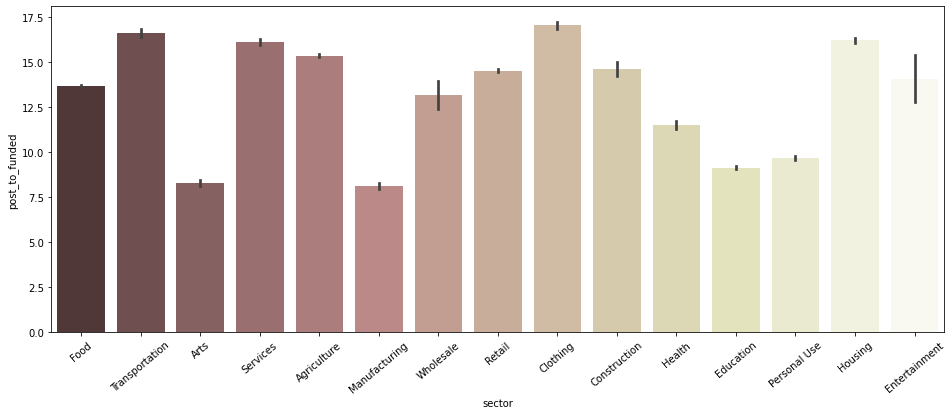 17.5
15.0
12.5
10.0
7.5
5.0
2.5
0.0
post_to_funded
Food
Transportation
Arts
Services
Agriculture
Manufacturing
Wholesale
Retail
Clothing
Construction
Health
Education
Personal Use
Housing
Entertainment
sector